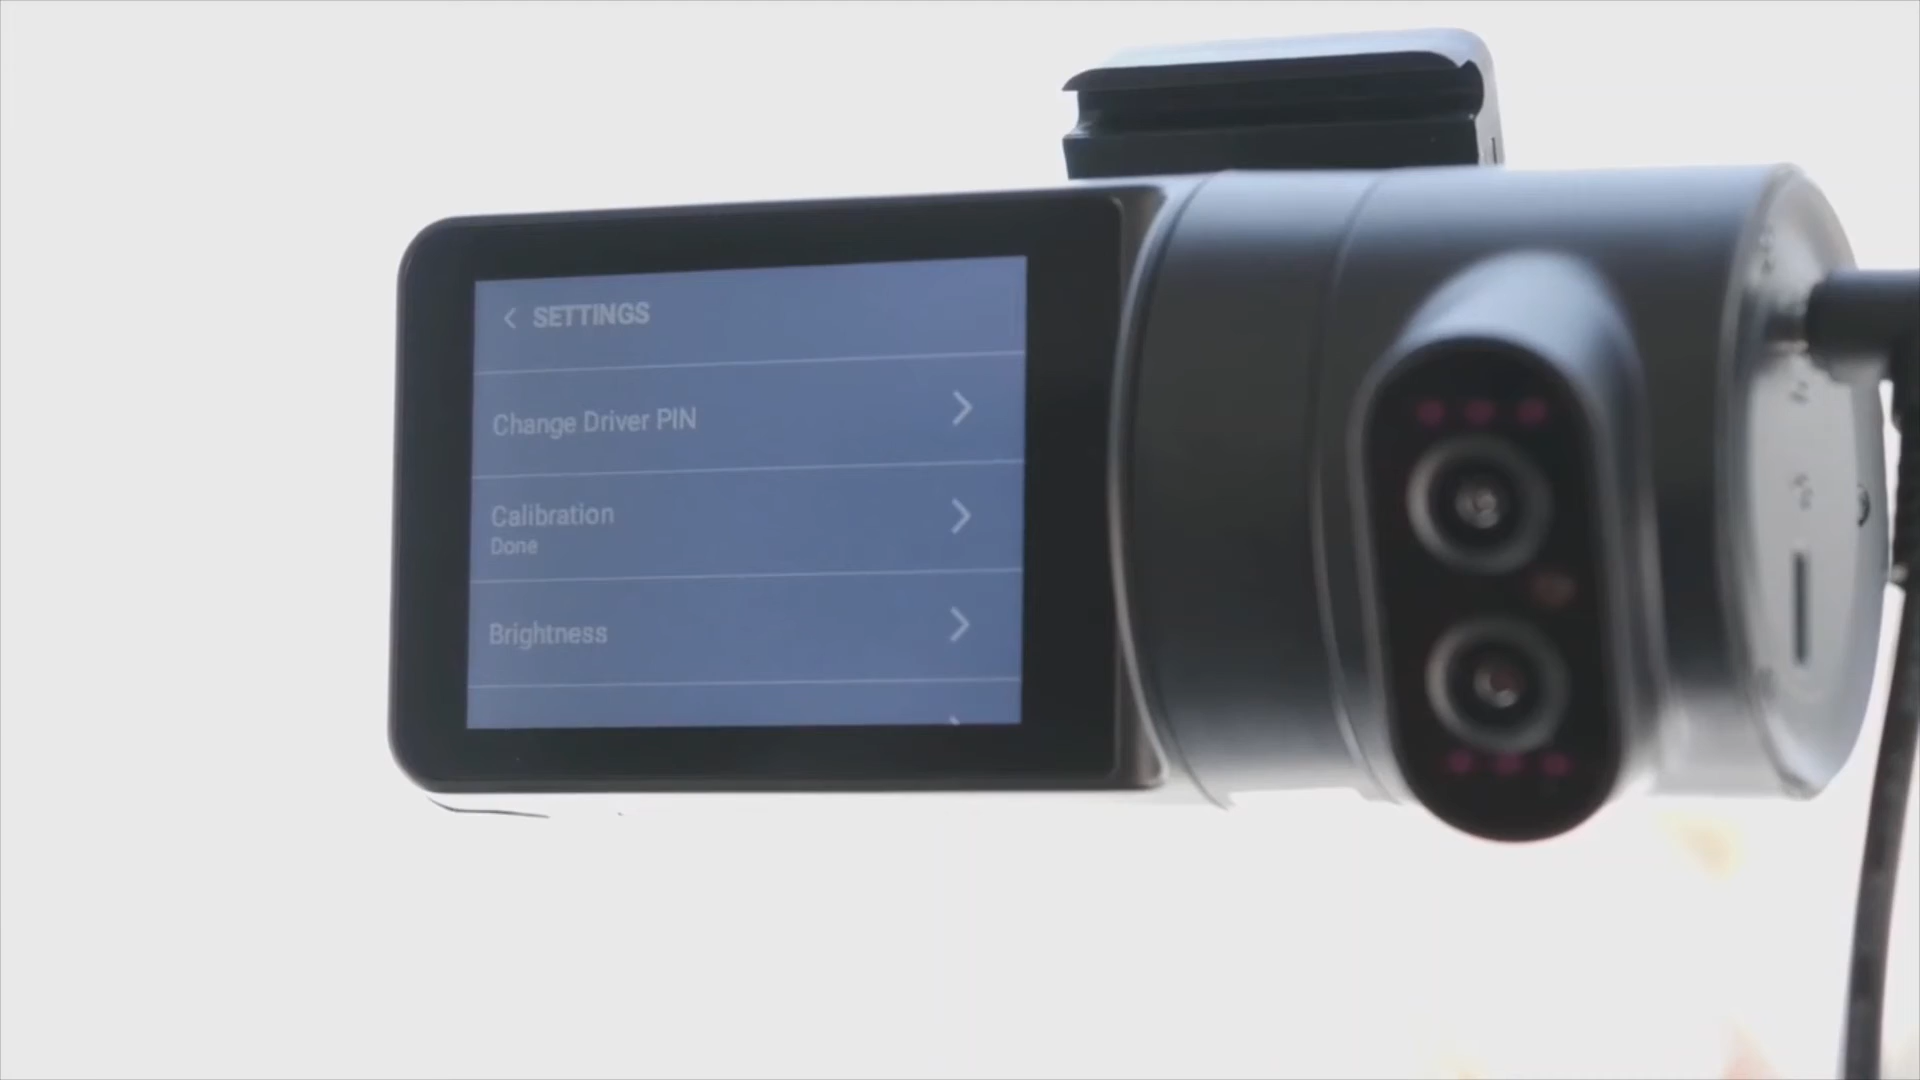 SETTINGS
Change Driver PIN
Calibration
Done
Brightness